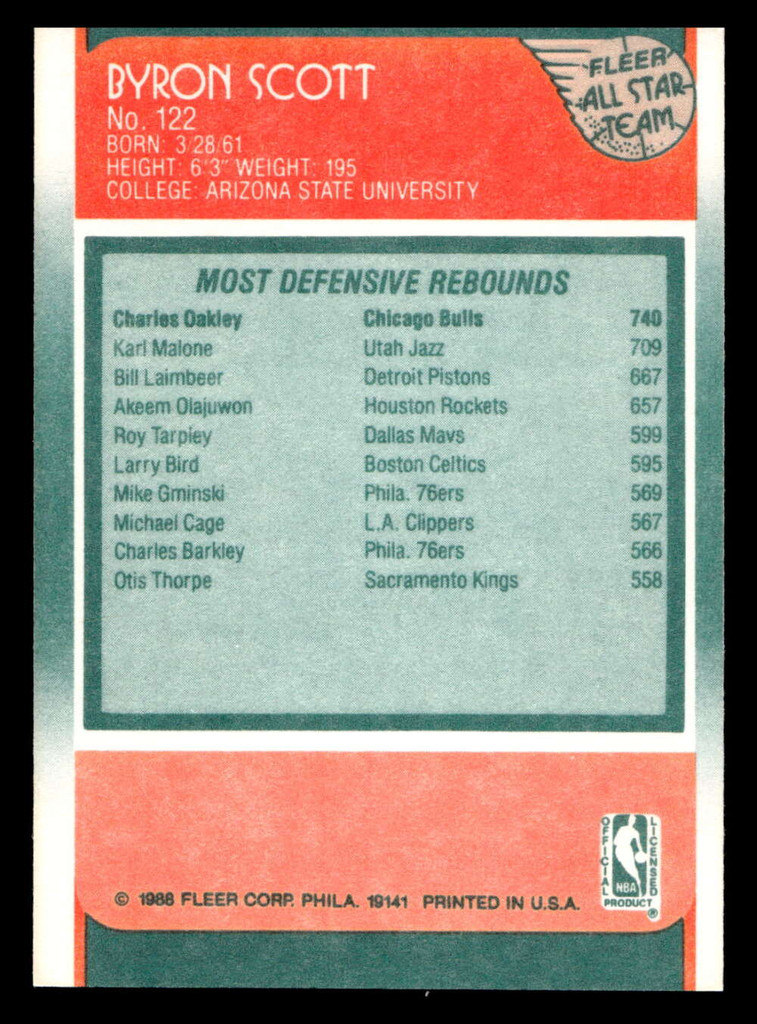 BYRON SCOTT
No. 122
BORN: 3/28/61
HEIGHT: 6'3" WEIGHT: 195
COLLEGE: ARIZONA STATE UNIVERSITY
FLEER
ALL STAR
TEAM
MOST DEFENSIVE REBOUNDS
Charles Oakley Chicago Bulls 740
Karl Malone Utah Jazz 709
Bill Laimbeer Detroit Pistons 667
Akeem Olajuwon Houston Rockets 657
Roy Tarpley Dallas Mavs 599
Larry Bird Boston Celtics 595
Mike Gminski Phila. 76ers 569
Michael Cage L.A. Clippers 567
Charles Barkley Phila. 76ers 566
Otis Thorpe Sacramento Kings 558
OFFICIAL LICENSED
NBA
PRODUCT
®
© 1988 FLEER CORP. PHILA. 19141 PRINTED IN U.S.A.